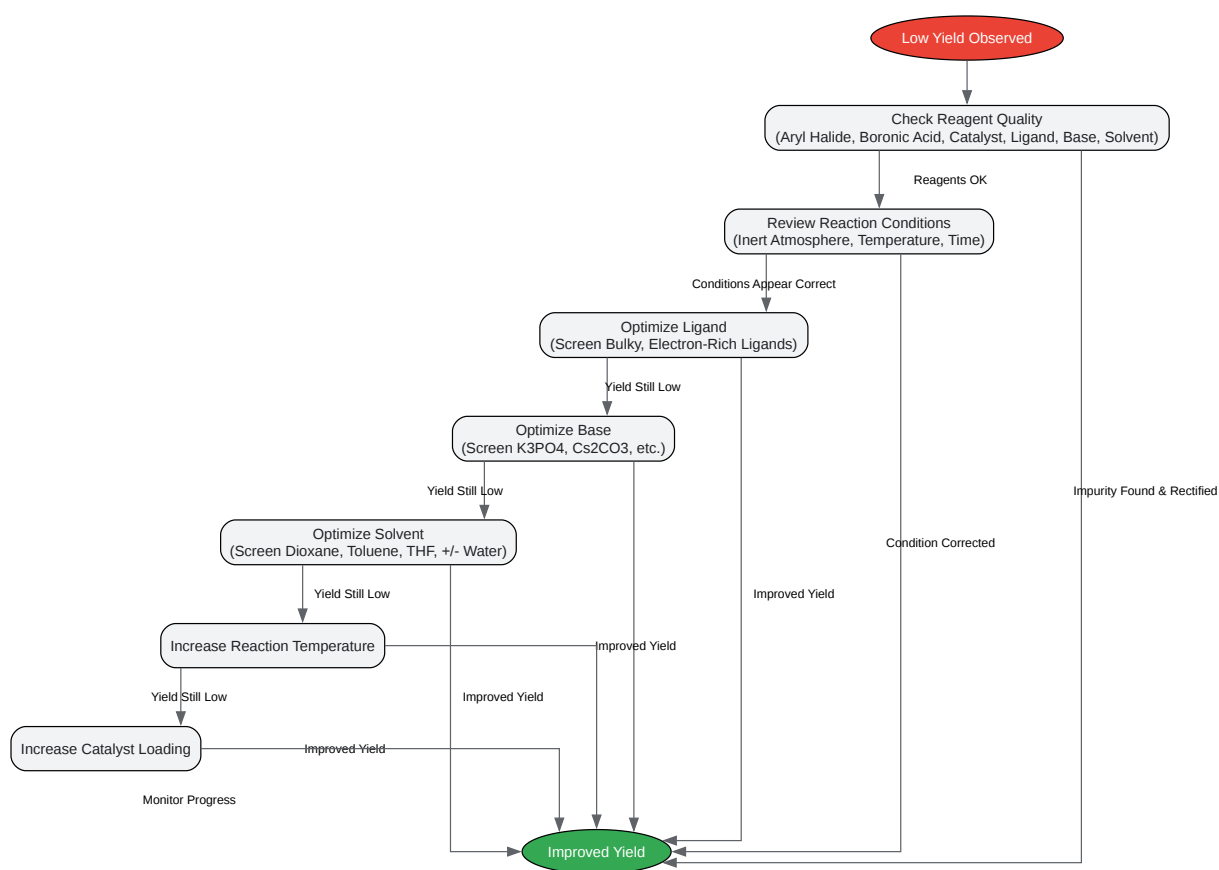 Low Yield Observed
Check Reagent Quality
(Aryl Halide, Boronic Acid, Catalyst, Ligand, Base, Solvent)
Reagents OK
Review Reaction Conditions
(Inert Atmosphere, Temperature, Time)
Conditions Appear Correct
Optimize Ligand
(Screen Bulky, Electron-Rich Ligands)
Yield Still Low
Optimize Base
(Screen K3PO4, Cs2CO3, etc.)
Yield Still Low
Impurity Found & Rectified
Optimize Solvent
(Screen Dioxane, Toluene, THF, +/- Water)
Condition Corrected
Yield Still Low
Improved Yield
Increase Reaction Temperature
Improved Yield
Yield Still Low
Improved Yield
Increase Catalyst Loading
Improved Yield
Monitor Progress
Improved Yield